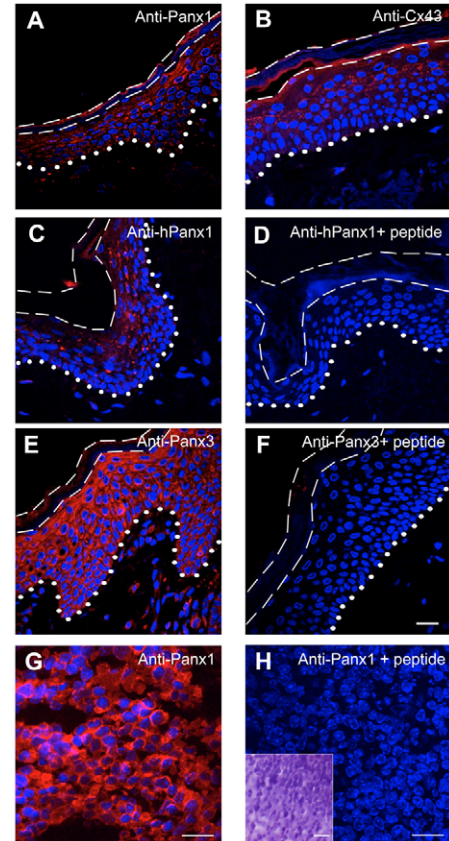 A Anti-Panx1
B Anti-Cx43
C Anti-hPanx1
D Anti-hPanx1+ peptide
E Anti-Panx3
F Anti-Panx3+ peptide
G Anti-Panx1
H Anti-Panx1 + peptide